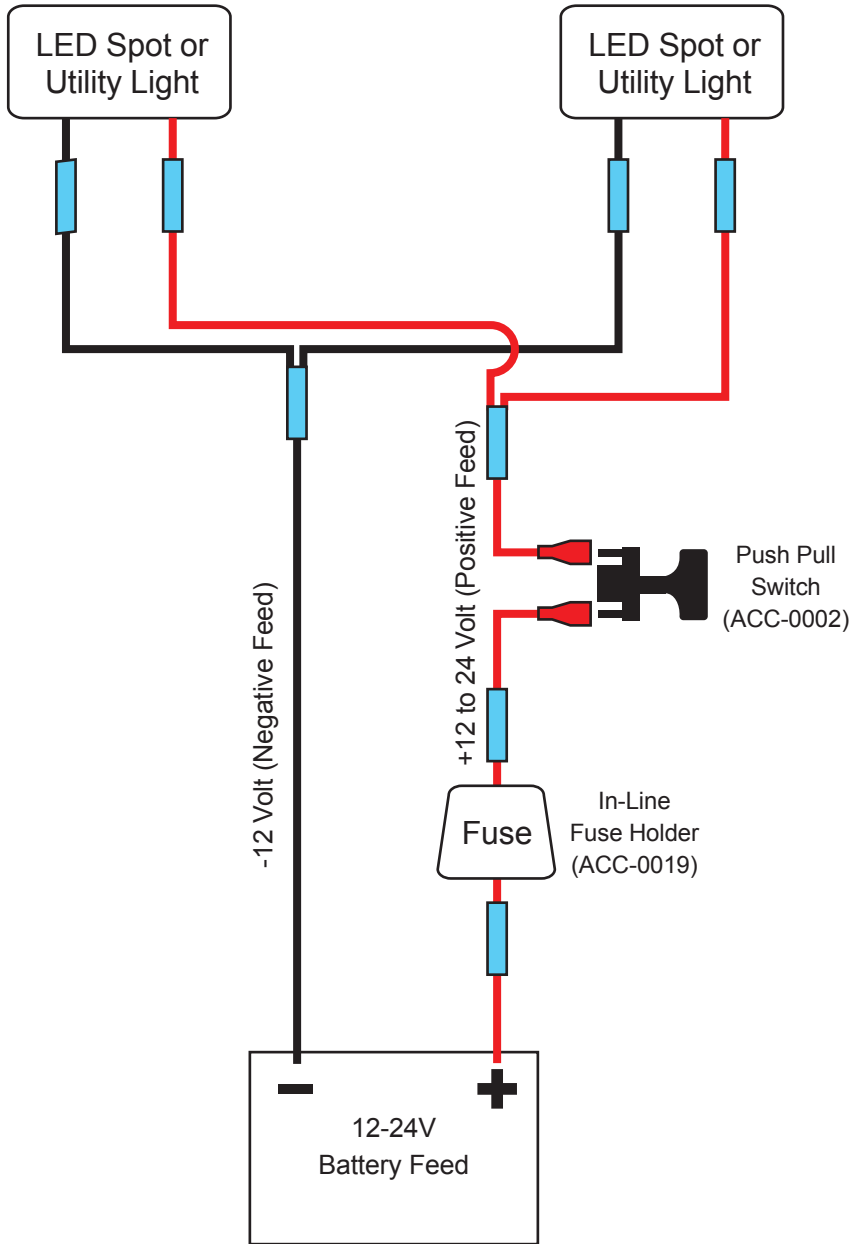 LED Spot or
Utility Light
LED Spot or
Utility Light
-12 Volt (Negative Feed)
+12 to 24 Volt (Positive Feed)
Push Pull
Switch
(ACC-0002)
Fuse
In-Line
Fuse Holder
(ACC-0019)
12-24V
Battery Feed